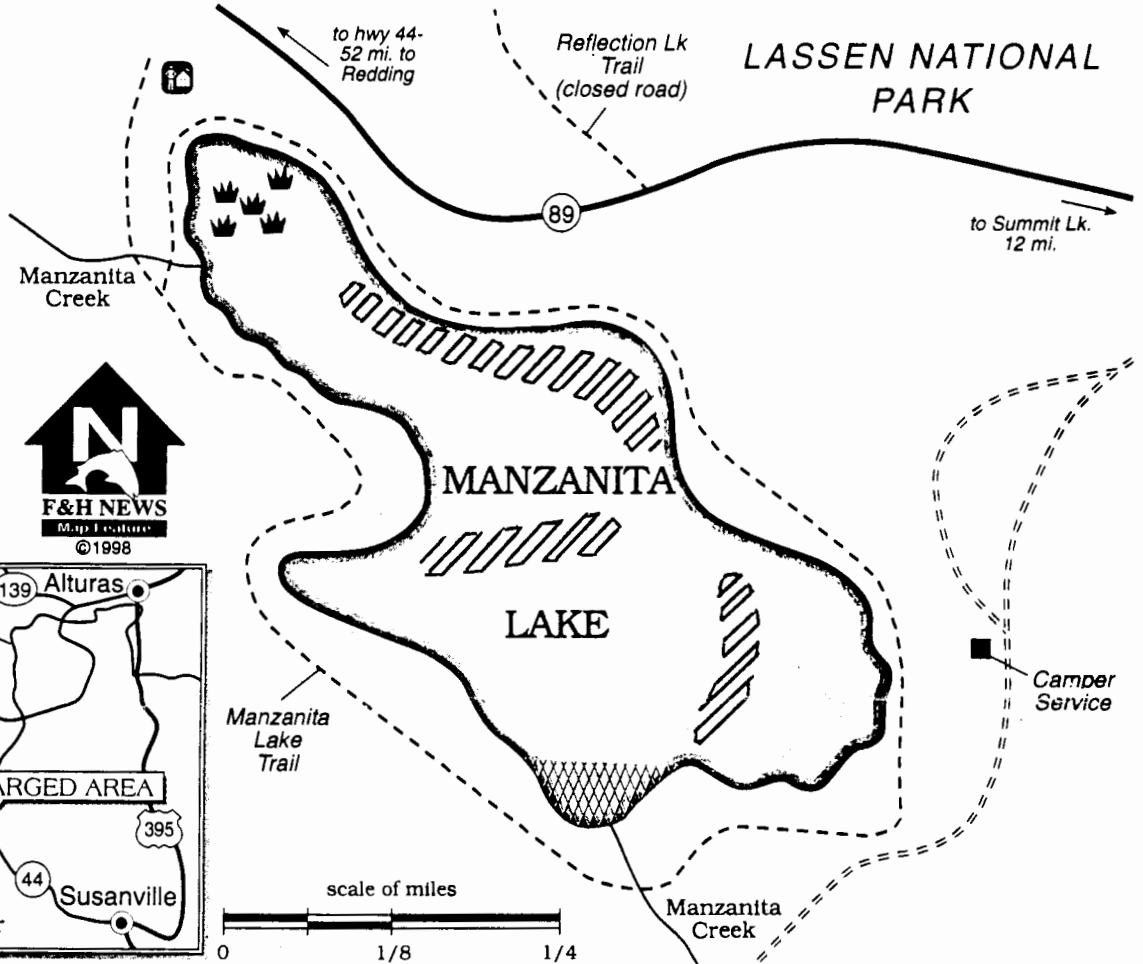 to hwy 44-
52 mi. to
Redding
Reflection Lk
Trail
(closed road)
LASSEN NATIONAL
PARK
89
to Summit Lk.
12 mi.
Manzanita
Creek
N
F&H NEWS
Map Feature
©1998
MANZANITA
LAKE
Camper
Service
Manzanita
Lake
Trail
139
Alturas
ARGED AREA
395
44
Susanville
scale of miles
0 1/8 1/4
Manzanita
Creek